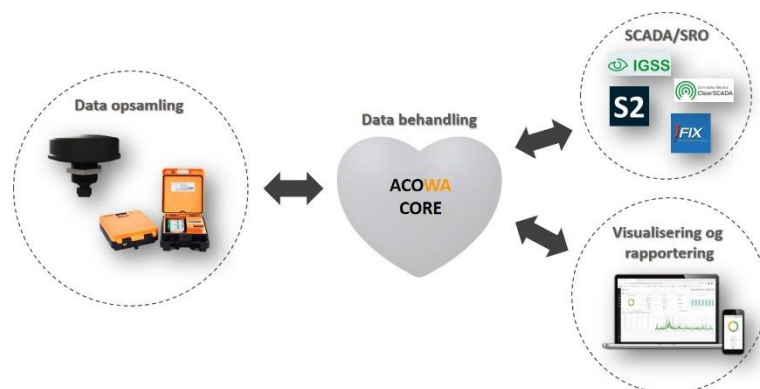 Data opsamling
Data behandling
ACOWA
CORE
SCADA/SRO
IGSS
ClearSCADA
S2
iFIX
Visualisering og
rapportering